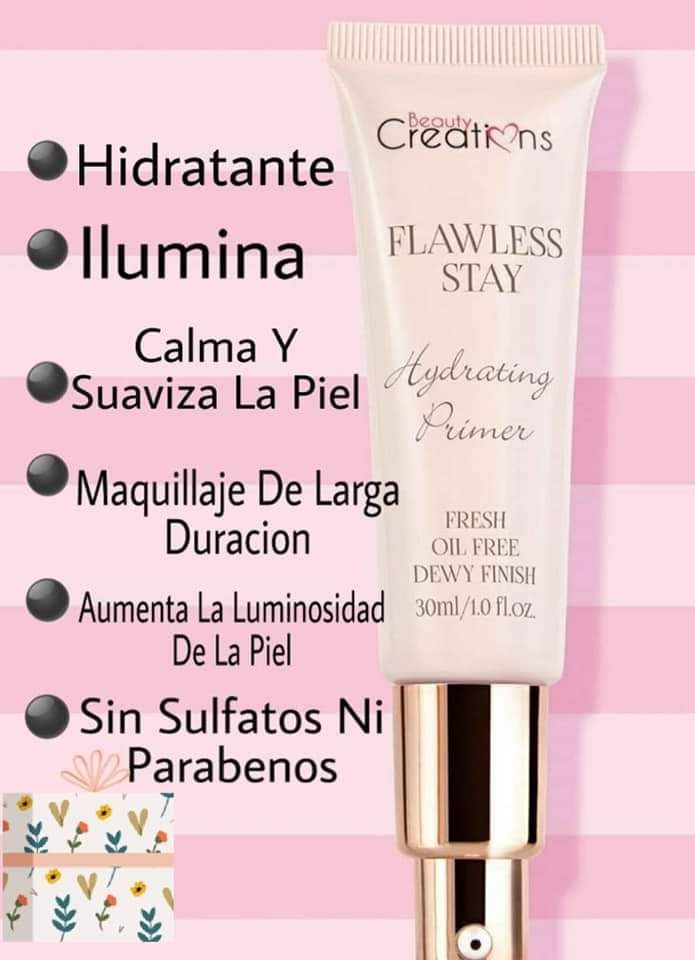 Hidratante
Ilumina
Calma Y
Suaviza La Piel
Maquillaje De Larga
Duracion
Aumenta La Luminosidad
De La Piel
Sin Sulfatos Ni
Parabenos
Beauty
Creations
FLAWLESS
STAY
Hydrating
Primer
FRESH
OIL FREE
DEWY FINISH
30ml/1.0 fl.oz.